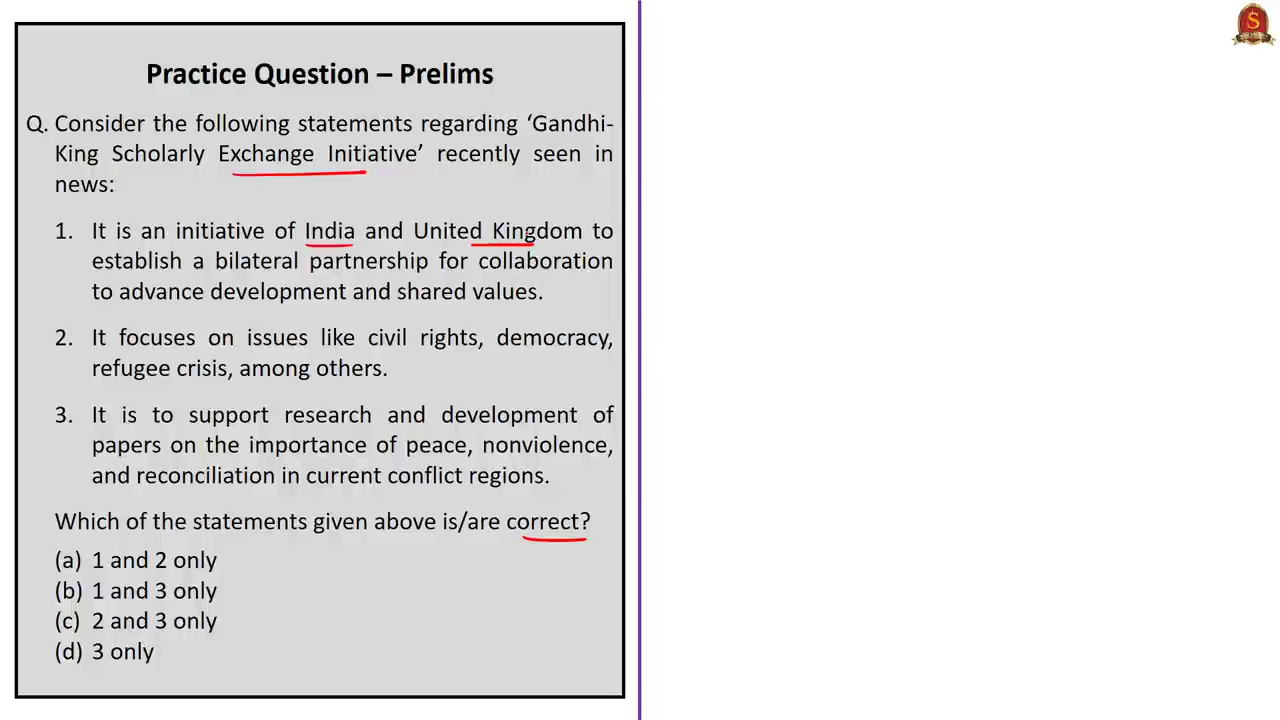 Practice Question – Prelims
Q. Consider the following statements regarding ‘Gandhi-
King Scholarly Exchange Initiative’ recently seen in
news:
1. It is an initiative of India and United Kingdom to
establish a bilateral partnership for collaboration
to advance development and shared values.
2. It focuses on issues like civil rights, democracy,
refugee crisis, among others.
3. It is to support research and development of
papers on the importance of peace, nonviolence,
and reconciliation in current conflict regions.
Which of the statements given above is/are correct?
(a) 1 and 2 only
(b) 1 and 3 only
(c) 2 and 3 only
(d) 3 only
S